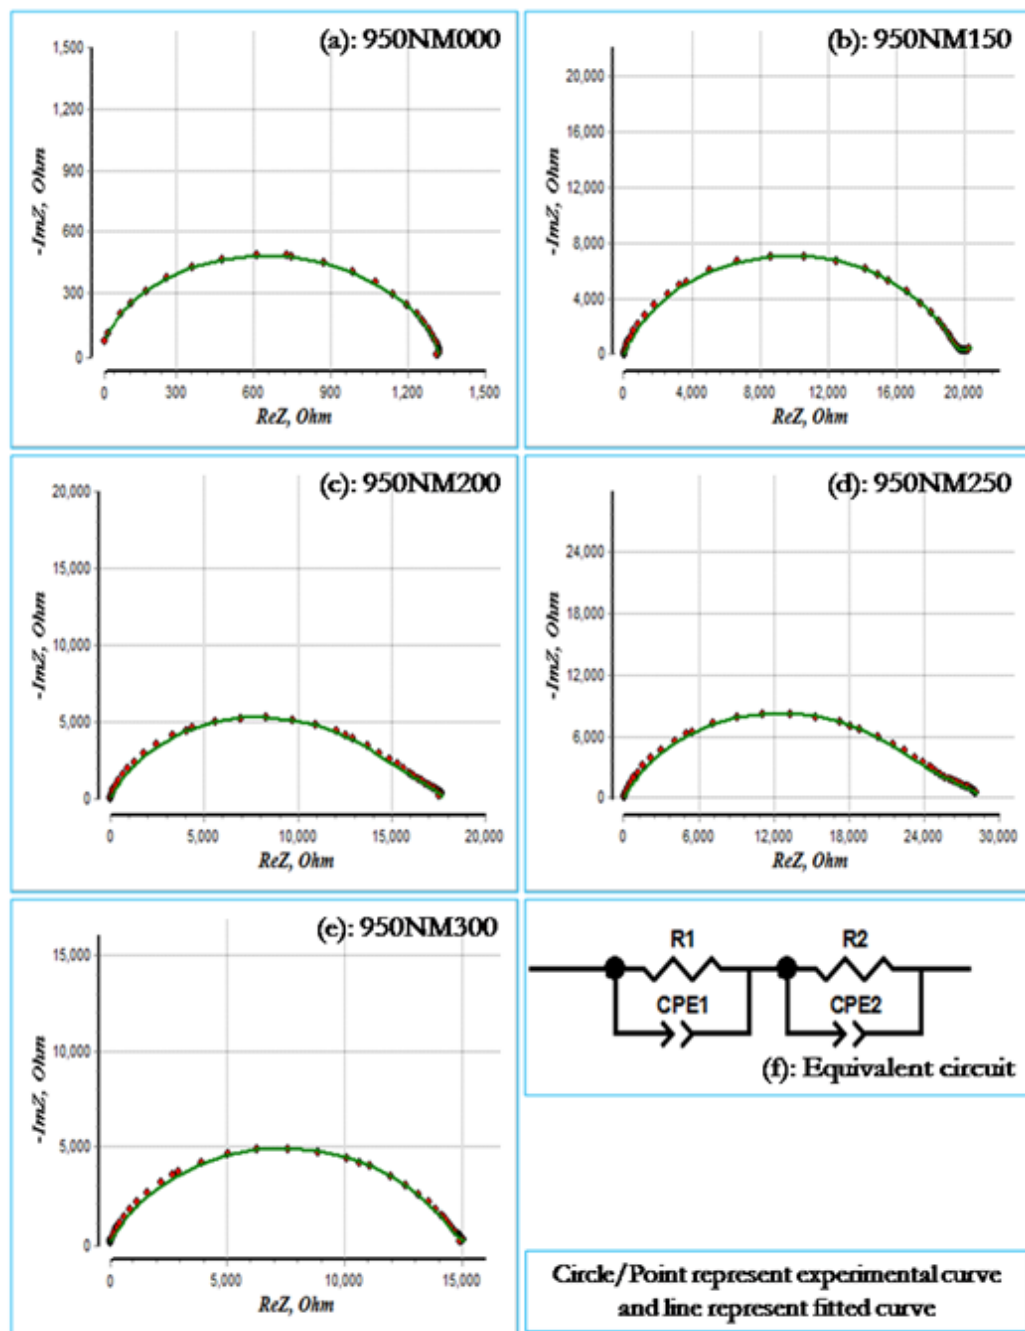 (a): 950NM000
1,500
1,200
900
600
300
0
-ImZ, Ohm
0 300 600 900 1,200 1,500
ReZ, Ohm
(b): 950NM150
20,000
16,000
12,000
8,000
4,000
0
-ImZ, Ohm
0 4,000 8,000 12,000 16,000 20,000
ReZ, Ohm
(c): 950NM200
20,000
15,000
10,000
5,000
0
-ImZ, Ohm
0 5,000 10,000 15,000 20,000
ReZ, Ohm
(d): 950NM250
24,000
18,000
12,000
6,000
0
-ImZ, Ohm
0 6,000 12,000 18,000 24,000 30,000
ReZ, Ohm
(e): 950NM300
15,000
10,000
5,000
0
-ImZ, Ohm
0 5,000 10,000 15,000
ReZ, Ohm
R1 R2
CPE1 CPE2
(f): Equivalent circuit
Circle/Point represent experimental curve
and line represent fitted curve